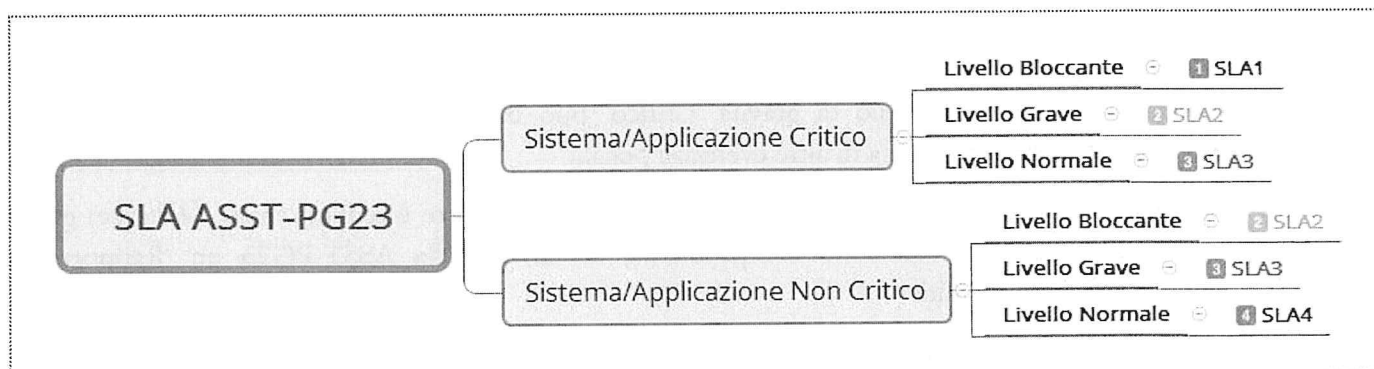 Livello Bloccante 1 SLA1
Livello Grave 2 SLA2
Sistema/Applicazione Critico
Livello Normale 3 SLA3
SLA ASST-PG23
Livello Bloccante 2 SLA2
Livello Grave 3 SLA3
Sistema/Applicazione Non Critico
Livello Normale 4 SLA4